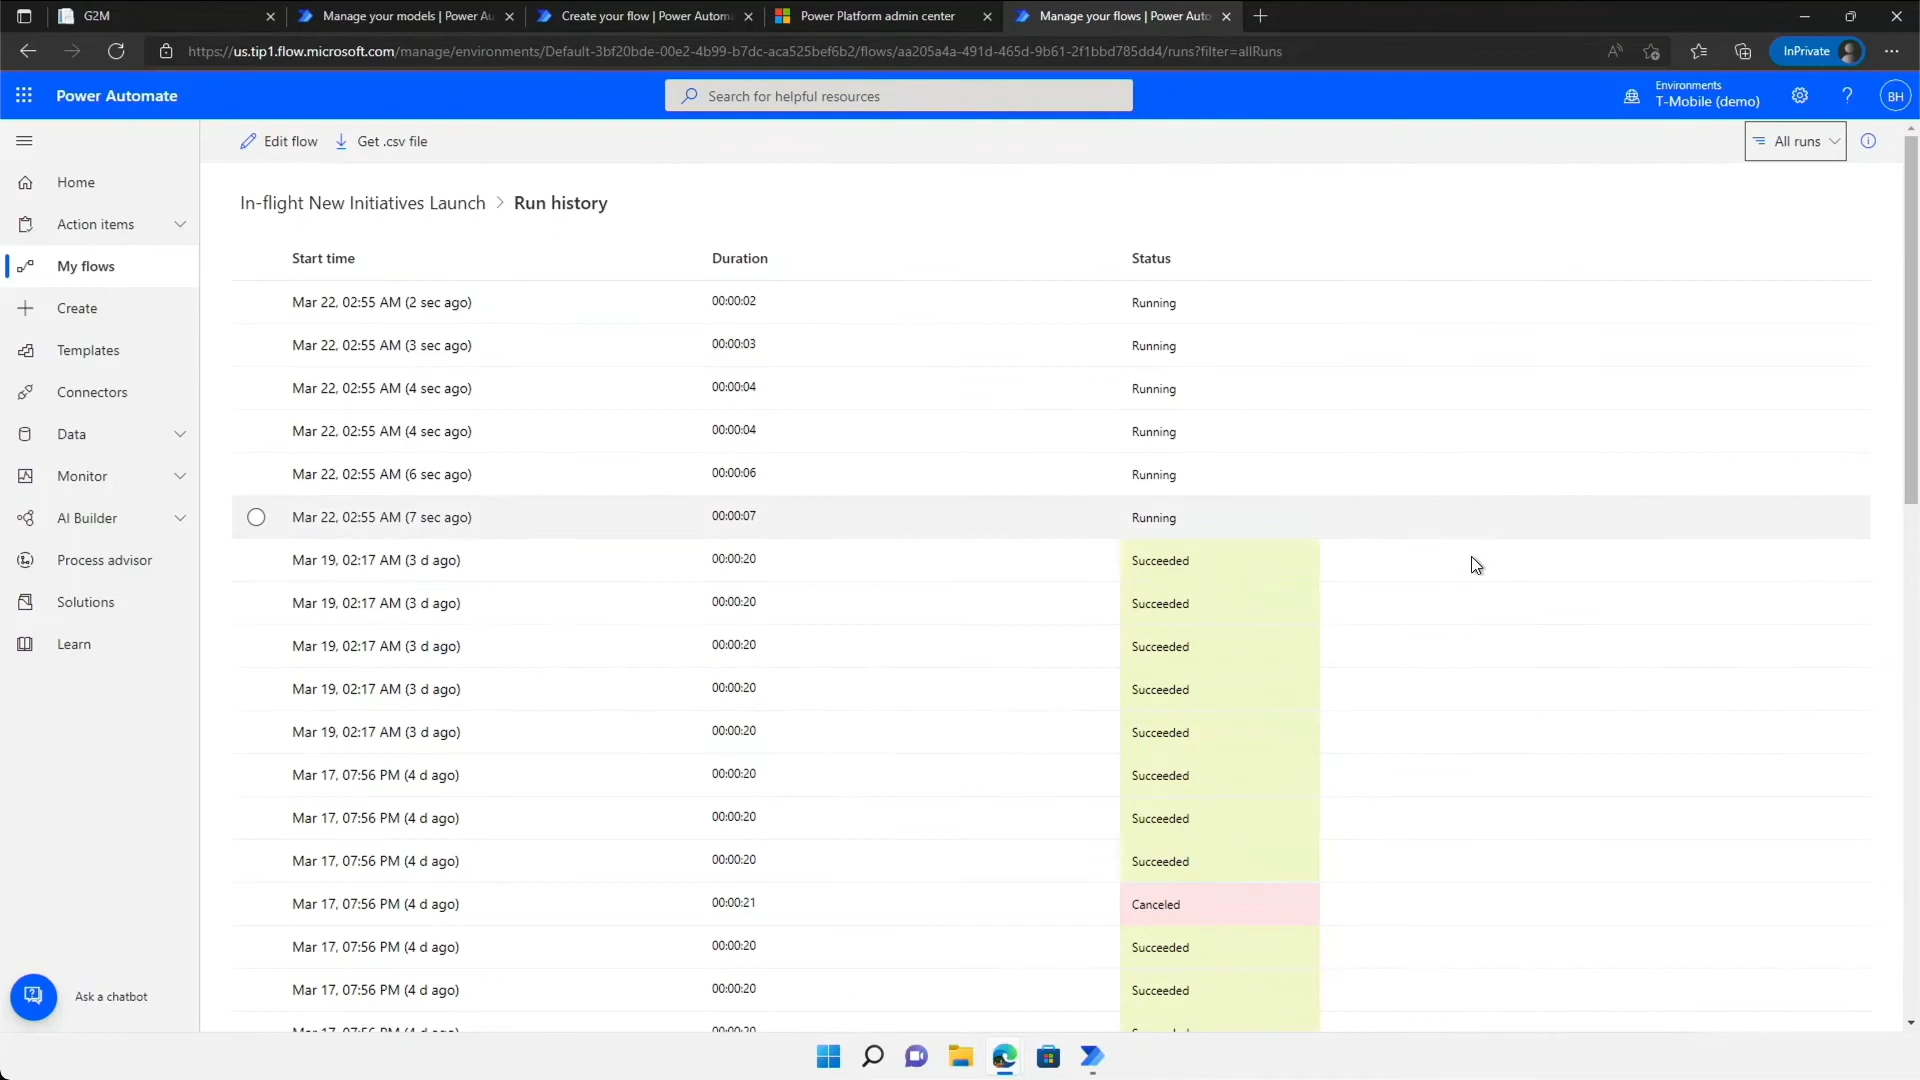 G2M
Manage your models | Power Au
Create your flow | Power Automa
Power Platform admin center
Manage your flows | Power Auto
https://us.tip1.flow.microsoft.com/manage/environments/Default-3bf20bde-00e2-4b99-b7dc-aca525bef6b2/flows/aa205a4a-491d-465d-9b61-2f1bbd785dd4/runs?filter=allRuns
InPrivate
Power Automate
Search for helpful resources
Environments
T-Mobile (demo)
BH
Edit flow
Get .csv file
All runs
Home
Action items
My flows
Create
Templates
Connectors
Data
Monitor
AI Builder
Process advisor
Solutions
Learn
Ask a chatbot
In-flight New Initiatives Launch > Run history
Start time Duration Status
Mar 22, 02:55 AM (2 sec ago) 00:00:02 Running
Mar 22, 02:55 AM (3 sec ago) 00:00:03 Running
Mar 22, 02:55 AM (4 sec ago) 00:00:04 Running
Mar 22, 02:55 AM (4 sec ago) 00:00:04 Running
Mar 22, 02:55 AM (6 sec ago) 00:00:06 Running
Mar 22, 02:55 AM (7 sec ago) 00:00:07 Running
Mar 19, 02:17 AM (3 d ago) 00:00:20 Succeeded
Mar 19, 02:17 AM (3 d ago) 00:00:20 Succeeded
Mar 19, 02:17 AM (3 d ago) 00:00:20 Succeeded
Mar 19, 02:17 AM (3 d ago) 00:00:20 Succeeded
Mar 19, 02:17 AM (3 d ago) 00:00:20 Succeeded
Mar 17, 07:56 PM (4 d ago) 00:00:20 Succeeded
Mar 17, 07:56 PM (4 d ago) 00:00:20 Succeeded
Mar 17, 07:56 PM (4 d ago) 00:00:20 Succeeded
Mar 17, 07:56 PM (4 d ago) 00:00:21 Canceled
Mar 17, 07:56 PM (4 d ago) 00:00:20 Succeeded
Mar 17, 07:56 PM (4 d ago) 00:00:20 Succeeded